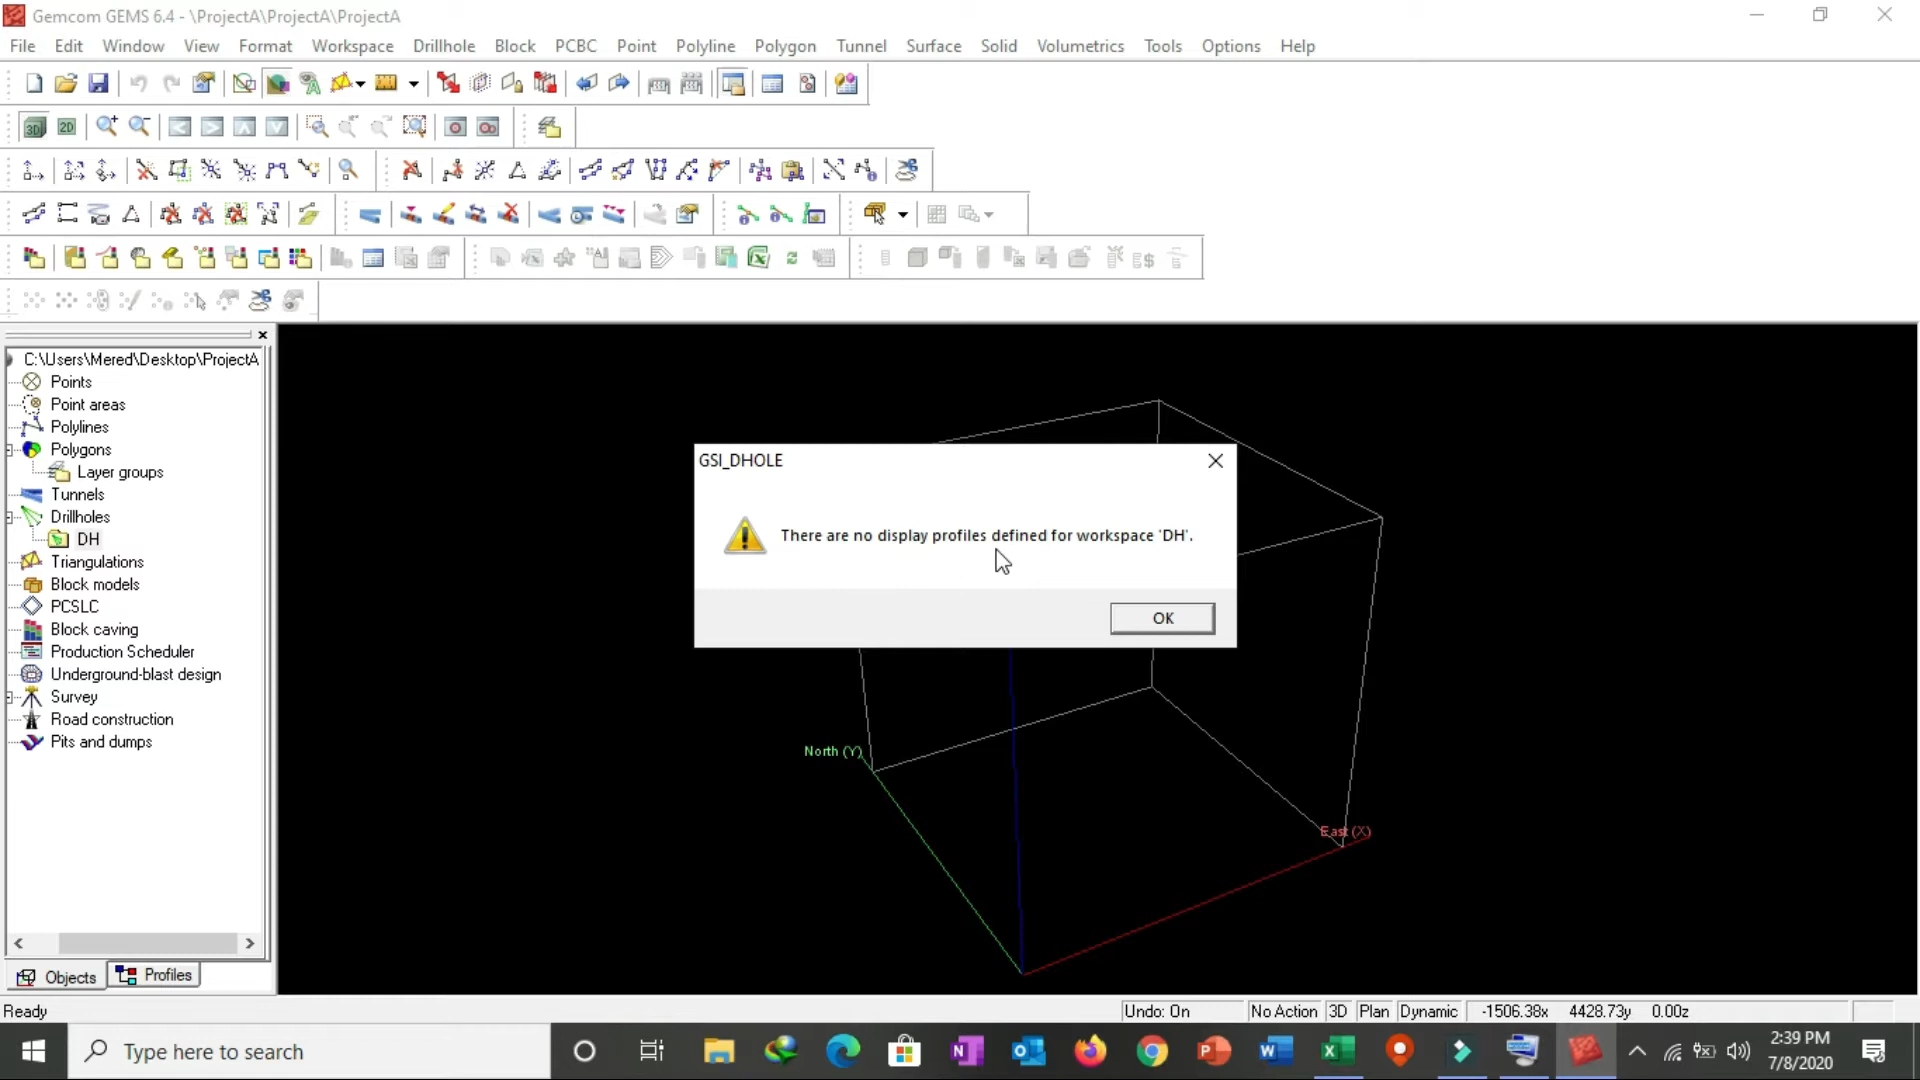 Gemcom GEMS 6.4 - \ProjectA\ProjectA\ProjectA
File Edit Window View Format Workspace Drillhole Block PCBC Point Polyline Polygon Tunnel Surface Solid Volumetrics Tools Options Help
3D 2D
C:\Users\Mered\Desktop\ProjectA
Points
Point areas
Polylines
Polygons
Layer groups
Tunnels
Drillholes
DH
Triangulations
Block models
PCSLC
Block caving
Production Scheduler
Underground-blast design
Survey
Road construction
Pits and dumps
Objects Profiles
GSI_DHOLE
There are no display profiles defined for workspace 'DH'.
OK
North (Y)
East (X)
Ready Undo: On No Action 3D Plan Dynamic -1506.38x 4428.73y 0.00z
Type here to search
2:39 PM
7/8/2020